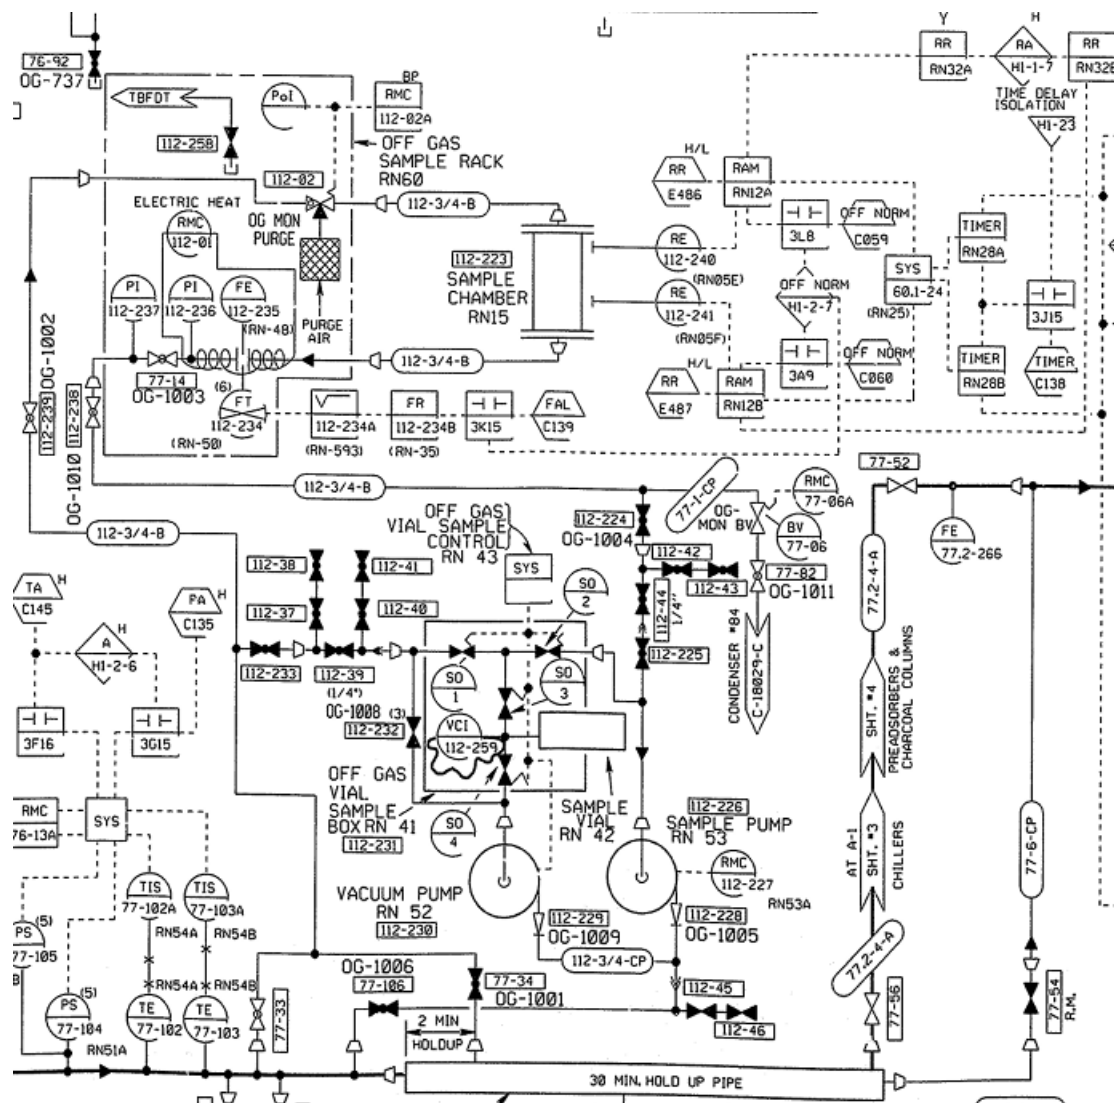 76-92
OG-737
TBFDT
112-25B
PoI
BP
RMC
112-02A
OFF GAS
SAMPLE RACK
RN60
112-02
ELECTRIC HEAT
RMC
112-01
OG MON
PURGE
112-3/4-B
PURGE
AIR
PI
112-237
PI
112-236
FE
112-235
(RN-48)
77-14
OG-1003
(6)
FT
112-234
(RN-50)
112-234A
(RN-593)
FR
112-234B
(RN-35)
3K15
FAL
C139
112-3/4-B
112-223
SAMPLE
CHAMBER
RN15
RE
112-240
(RN05E)
RE
112-241
(RN05F)
H/L
RR
E486
RAM
RN12A
3L8
OFF NORM
C059
OFF NORM
H1-2-7
H/L
RR
E487
RAM
RN12B
3A9
OFF NORM
C060
SYS
60.1-24
(RN25)
Y
RR
RN32A
H
RA
H1-1-7
RR
RN32B
TIME DELAY
ISOLATION
H1-23
TIMER
RN28A
TIMER
RN28B
3J15
TIMER
C138
112-239
OG-1002
112-238
OG-1010
112-3/4-B
112-3/4-B
OFF GAS
VIAL SAMPLE
CONTROL
RN 43
SYS
77-1-CP
112-224
OG-1004
112-42
112-43
112-44
1/4"
112-225
OG-
MON BV
RMC
77-06A
BV
77-06
77-82
OG-1011
CONDENSER *84
C-18029-C
77-52
FE
77.2-266
77.2-4-A
SHT. *4
PREADSORBERS &
CHARCOAL COLUMNS
AT A-1
SHT. *3
CHILLERS
77.2-4-A
77-56
77-6-CP
77-54
R.M.
112-38
112-41
112-37
112-40
112-233
112-39
(1/4")
OG-1008 (3)
112-232
SO
1
SO
2
SO
3
SO
4
VCI
112-259
OFF GAS
VIAL
SAMPLE
BOX RN 41
112-231
SAMPLE
VIAL
RN 42
VACUUM PUMP
RN 52
112-230
112-226
SAMPLE PUMP
RN 53
RMC
112-227
RN53A
112-229
OG-1009
112-228
OG-1005
112-3/4-CP
112-45
112-46
TA
C145
H
PA
C135
H
H
A
H1-2-6
3F16
3G15
RMC
76-13A
SYS
TIS
77-102A
RN54A
TIS
77-103A
RN54B
PS
77-105
(5)
B
PS
77-104
(5)
RN51A
RN54A
TE
77-102
RN54B
TE
77-103
77-33
OG-1006
77-106
77-34
OG-1001
2 MIN
HOLDUP
30 MIN. HOLD UP PIPE